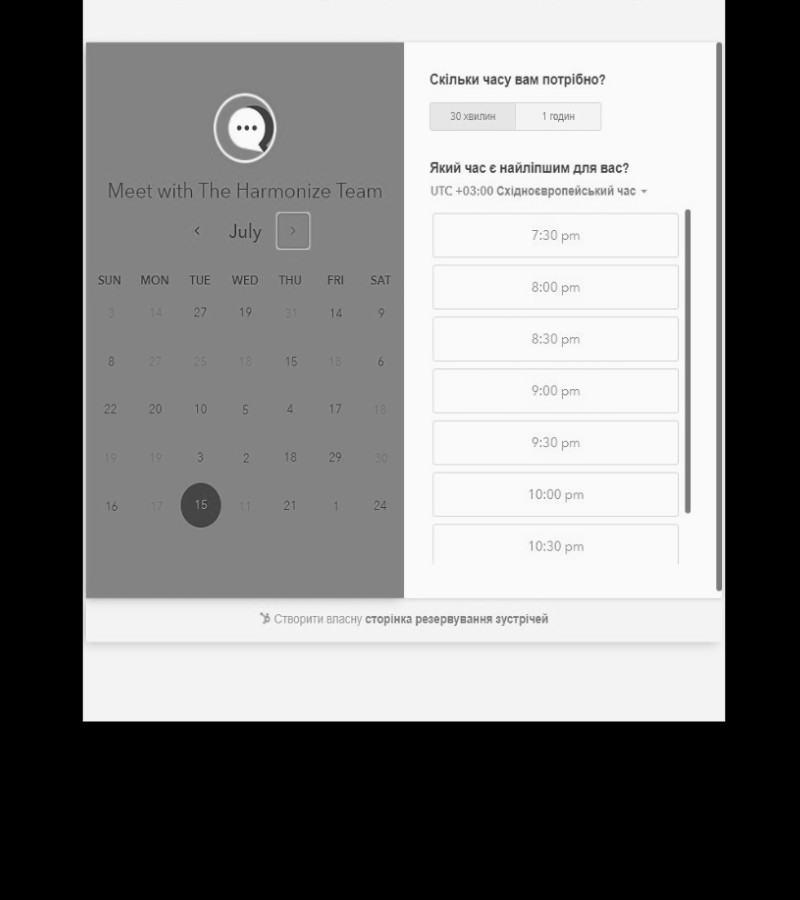 Meet with The Harmonize Team
July
SUN MON TUE WED THU FRI SAT
3 14 27 19 31 14 9
8 27 25 18 15 18 6
22 20 10 5 4 17 18
19 19 3 2 18 29 30
16 17 15 11 21 1 24
Скільки часу вам потрібно?
30 хвилин 1 годин
Який час є найліпшим для вас?
UTC +03:00 Східноєвропейський час
7:30 pm
8:00 pm
8:30 pm
9:00 pm
9:30 pm
10:00 pm
10:30 pm
Створити власну сторінка резервування зустрічей